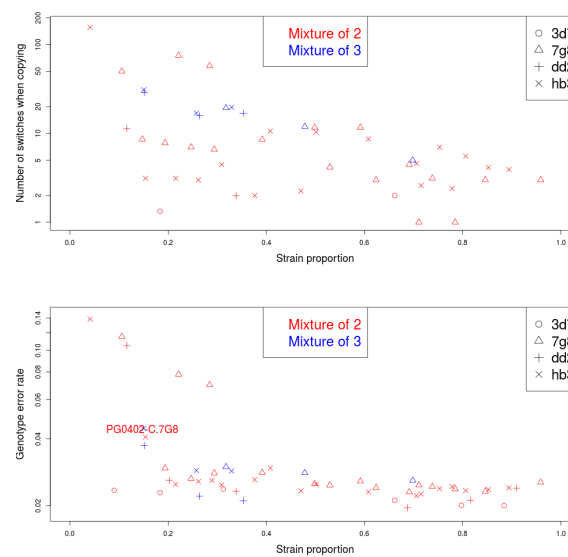 Number of switches when copying
200
50
20
10
5
2
1
0.0
0.2
0.4
0.6
0.8
1.0
Strain proportion
Mixture of 2
Mixture of 3
7g8
Genotype error rate
0.14
0.10
0.08
0.06
0.04
0.02
0.0
0.2
0.4
0.6
0.8
1.0
Strain proportion
Mixture of 2
Mixture of 3
7g8
PG0402-C.7G8